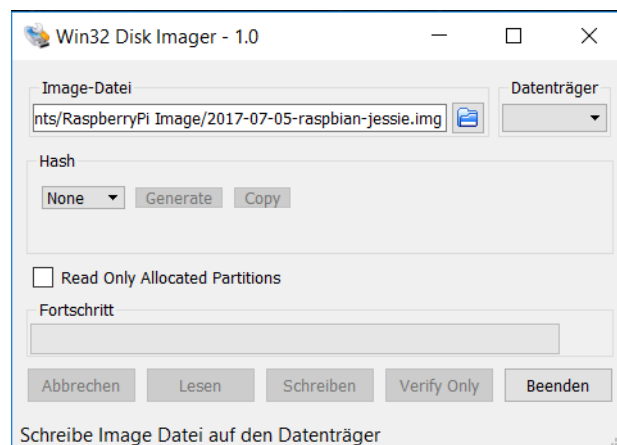 Win32 Disk Imager - 1.0
Image-Datei
Datenträger
nts/RaspberryPi Image/2017-07-05-raspbian-jessie.img
Hash
None
Generate
Copy
Read Only Allocated Partitions
Fortschritt
Abbrechen
Lesen
Schreiben
Verify Only
Beenden
Schreibe Image Datei auf den Datenträger